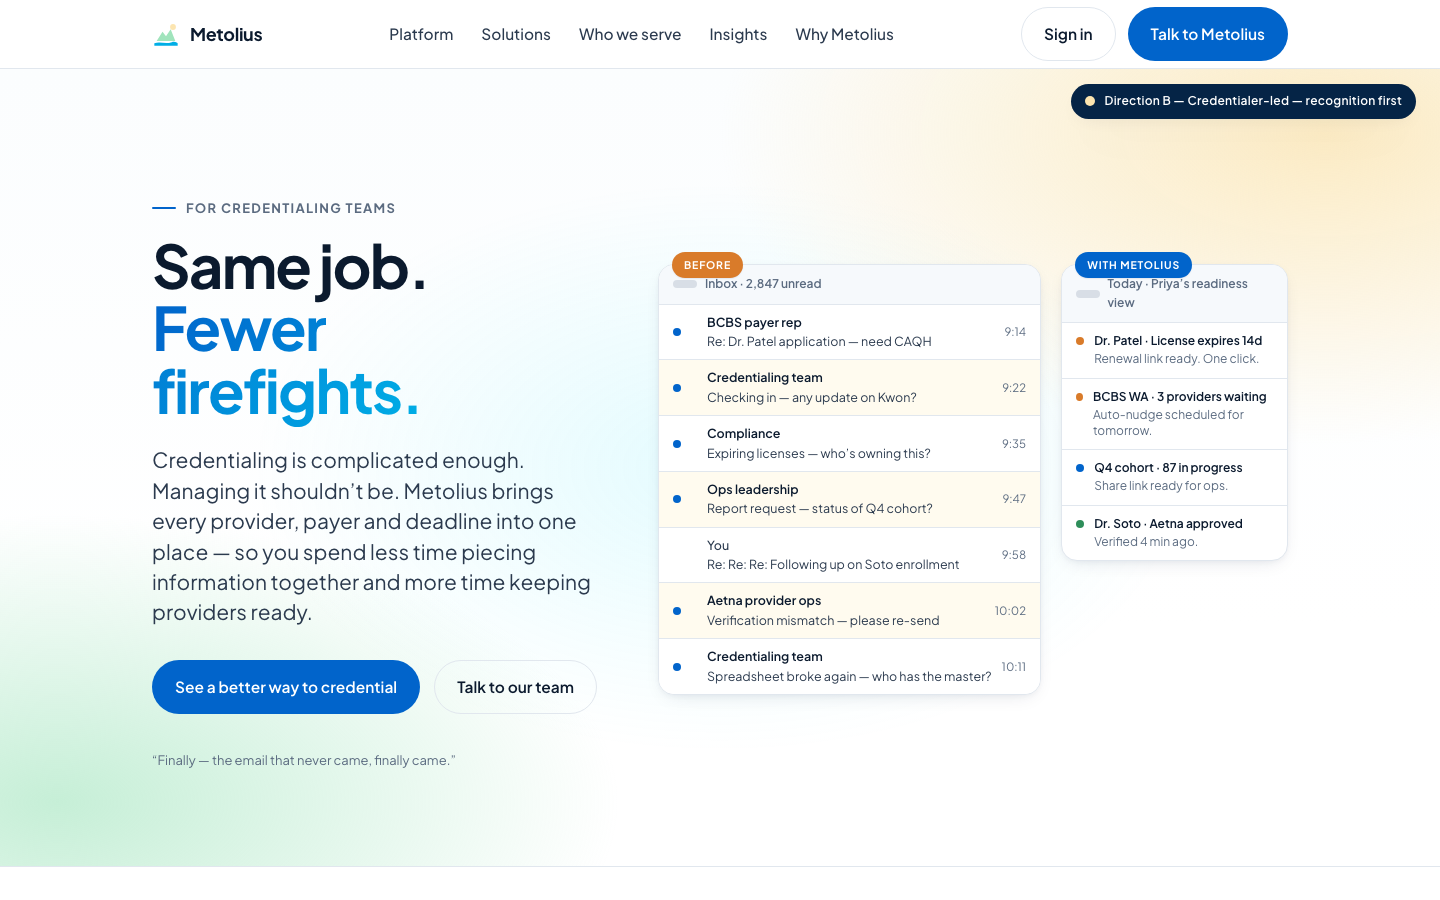 Metolius
Platform
Solutions
Who we serve
Insights
Why Metolius
Sign in
Talk to Metolius
Direction B — Credentialer-led — recognition first
FOR CREDENTIALING TEAMS
Same job.
Fewer
firefights.
Credentialing is complicated enough.
Managing it shouldn’t be. Metolius brings
every provider, payer and deadline into one
place — so you spend less time piecing
information together and more time keeping
providers ready.
See a better way to credential
Talk to our team
“Finally — the email that never came, finally came.”
BEFORE
Inbox · 2,847 unread
BCBS payer rep
Re: Dr. Patel application — need CAQH
9:14
Credentialing team
Checking in — any update on Kwon?
9:22
Compliance
Expiring licenses — who’s owning this?
9:35
Ops leadership
Report request — status of Q4 cohort?
9:47
You
Re: Re: Re: Following up on Soto enrollment
9:58
Aetna provider ops
Verification mismatch — please re-send
10:02
Credentialing team
Spreadsheet broke again — who has the master?
10:11
WITH METOLIUS
Today · Priya’s readiness
view
Dr. Patel · License expires 14d
Renewal link ready. One click.
BCBS WA · 3 providers waiting
Auto-nudge scheduled for
tomorrow.
Q4 cohort · 87 in progress
Share link ready for ops.
Dr. Soto · Aetna approved
Verified 4 min ago.